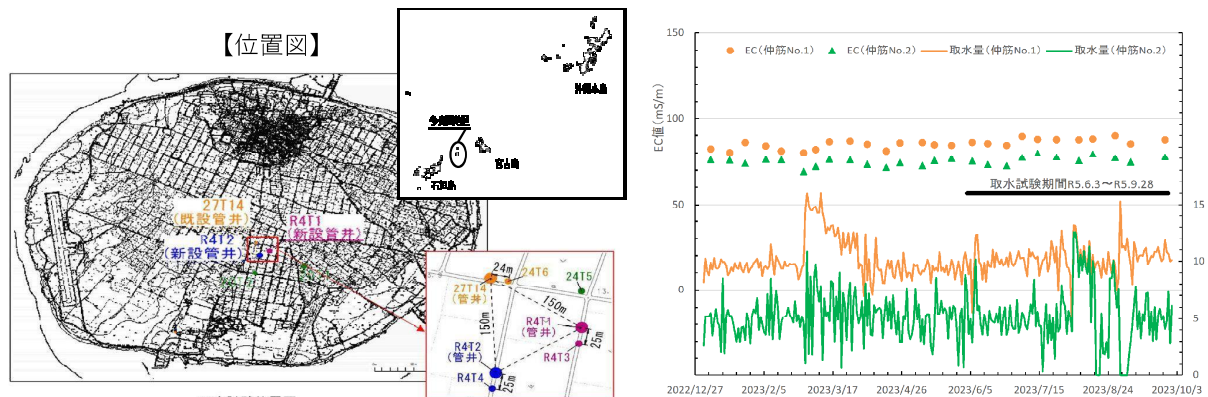 【位置図】
沖縄本島
多良間島
宮古島
石垣島
27T14
(既設管井)
R4T1
(新設管井)
R4T2
(新設管井)
24m
24T6
24T5
27T14
(管井)
150m
150m
R4T1
(管井)
25m
R4T3
R4T2
(管井)
R4T4
25m
EC値(mS/m)
150
100
50
0
EC(仲筋No.1)
EC(仲筋No.2)
取水量(仲筋No.1)
取水量(仲筋No.2)
取水試験期間R5.6.3～R5.9.28
15
10
5
0
2022/12/27
2023/2/5
2023/3/17
2023/4/26
2023/6/5
2023/7/15
2023/8/24
2023/10/3